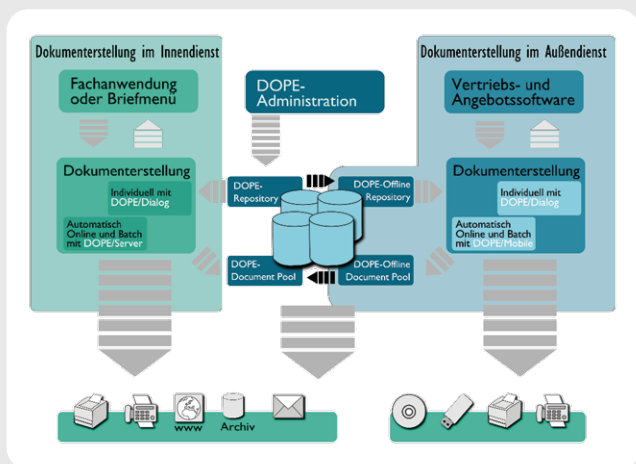 Dokumenterstellung im Innendienst
Fachanwendung
oder Briefmenü
Dokumenterstellung
Individuell mit
DOPE/Dialog
Automatisch
Online und Batch
mit DOPE/Server
DOPE-
Administration
DOPE-
Repository
DOPE-Offline
Repository
DOPE-
Document Pool
DOPE-Offline
Document Pool
Dokumenterstellung im Außendienst
Vertriebs- und
Angebotssoftware
Dokumenterstellung
Individuell mit
DOPE/Dialog
Automatisch
Online und Batch
mit DOPE/Mobile
www
Archiv